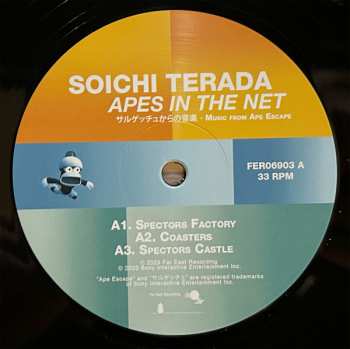 SOICHI TERADA
APES IN THE NET
サルゲッチュからの音楽 - Music from Ape Escape
FER06903 A
33 RPM
A1. Spectors Factory
A2. Coasters
A3. Spectors Castle
℗ 2023 Far East Recording
© 2023 Sony Interactive Entertainment Inc.
"Ape Escape" and "サルゲッチュ" are registered trademarks
of Sony Interactive Entertainment Inc.
Far East Recording